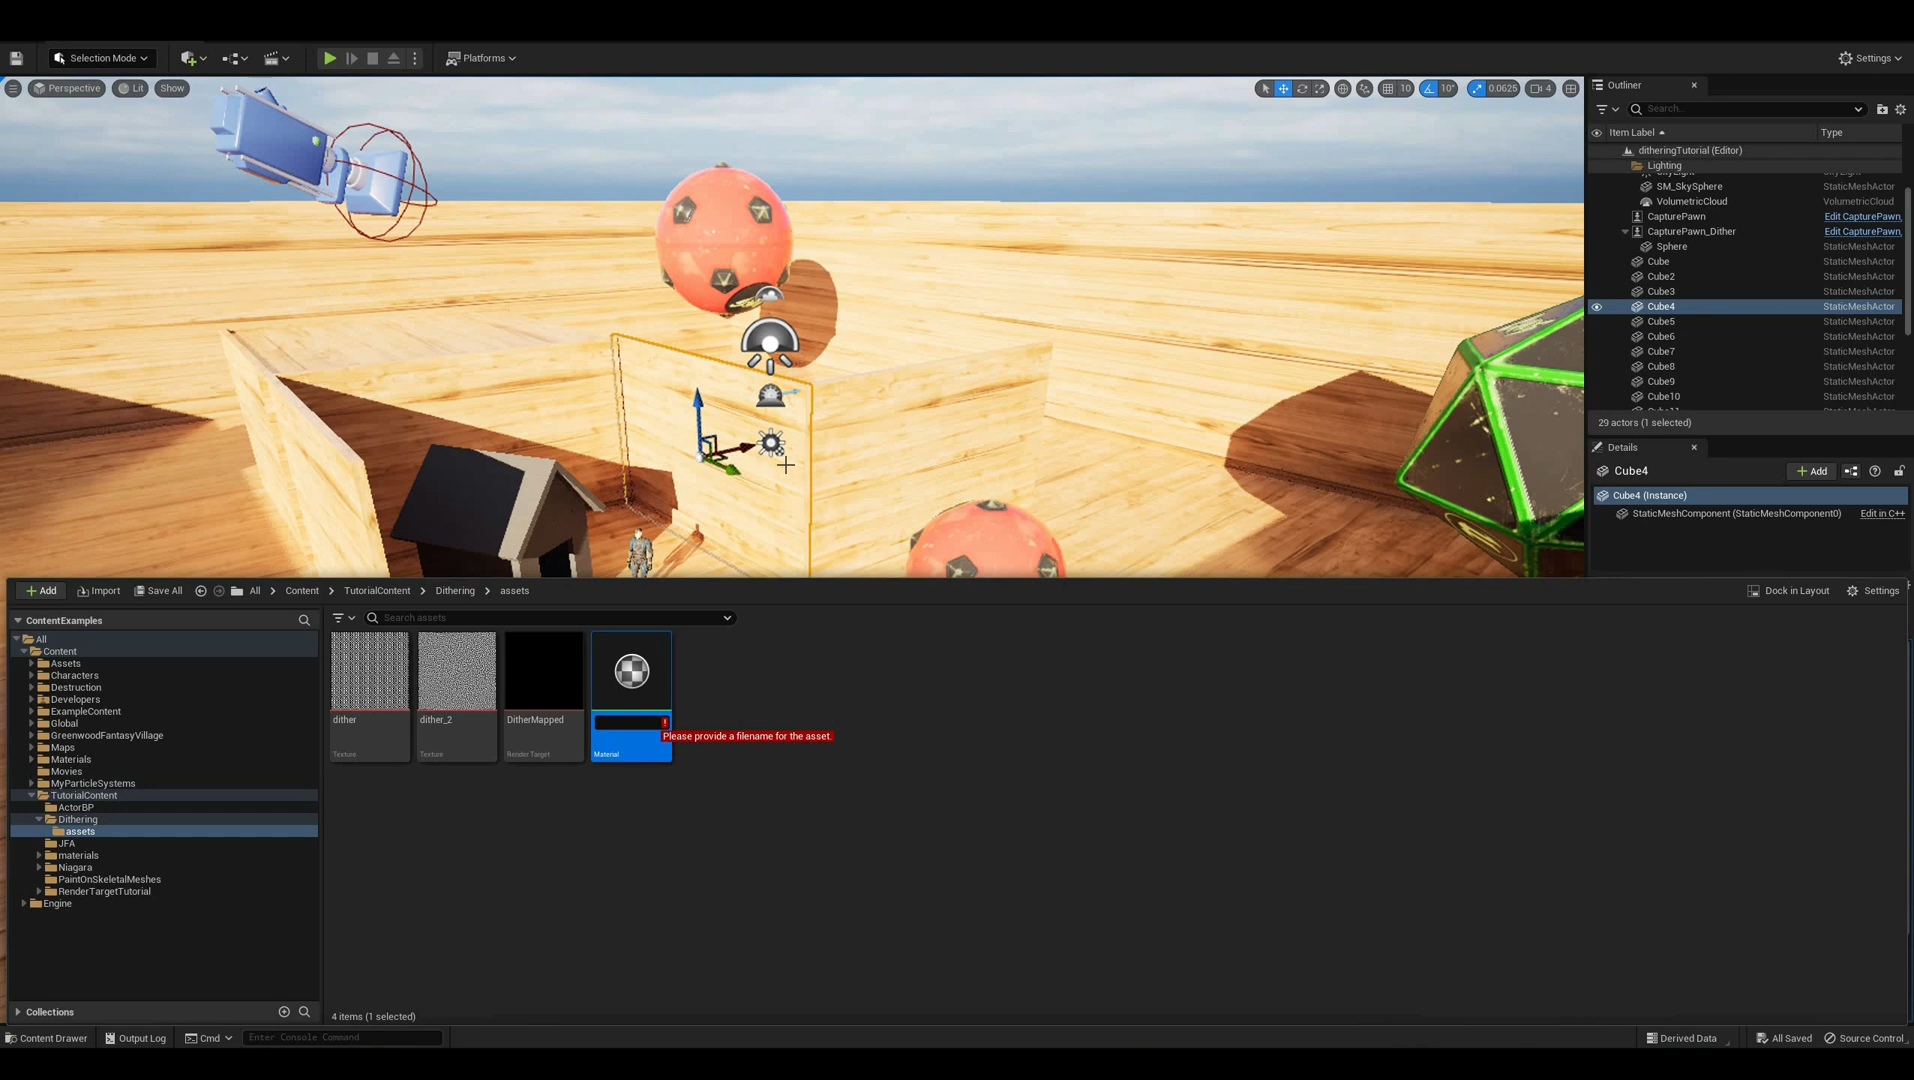 Selection Mode
Platforms
Settings
Perspective
Lit
Show
10
10°
0.0625
4
Outliner
Search...
Item Label
Type
ditheringTutorial (Editor)
Lighting
SM_SkySphere
StaticMeshActor
VolumetricCloud
VolumetricCloud
CapturePawn
Edit CapturePawn
CapturePawn_Dither
Edit CapturePawn
Sphere
StaticMeshActor
Cube
StaticMeshActor
Cube2
StaticMeshActor
Cube3
StaticMeshActor
Cube4
StaticMeshActor
Cube5
StaticMeshActor
Cube6
StaticMeshActor
Cube7
StaticMeshActor
Cube8
StaticMeshActor
Cube9
StaticMeshActor
Cube10
StaticMeshActor
29 actors (1 selected)
Details
Cube4
+ Add
Cube4 (Instance)
StaticMeshComponent (StaticMeshComponent0)
Edit in C++
+ Add
Import
Save All
All
Content
TutorialContent
Dithering
assets
Dock in Layout
Settings
ContentExamples
All
Content
Assets
Characters
Destruction
Developers
ExampleContent
Global
GreenwoodFantasyVillage
Maps
Materials
Movies
MyParticleSystems
TutorialContent
ActorBP
Dithering
assets
JFA
materials
Niagara
PaintOnSkeletalMeshes
RenderTargetTutorial
Engine
Collections
Search assets
dither
Texture
dither_2
Texture
DitherMapped
Render Target
!
Material
Please provide a filename for the asset.
4 items (1 selected)
Content Drawer
Output Log
Cmd
Enter Console Command
Derived Data
All Saved
Source Control